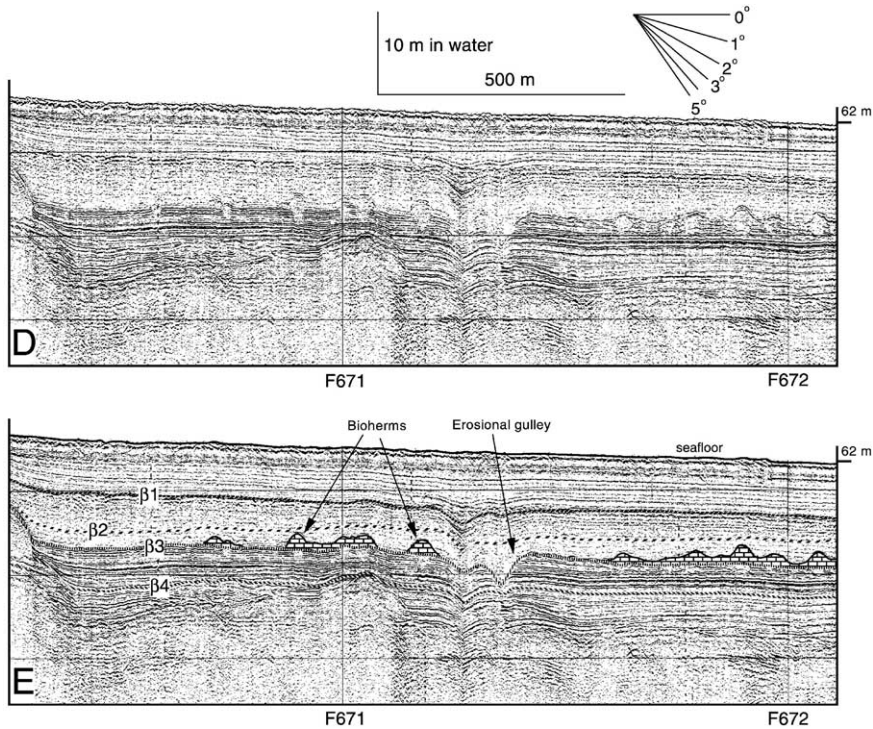 10 m in water
500 m
0°
1°
2°
3°
5°
62 m
D
F671
F672
Bioherms
Erosional gulley
seafloor
62 m
β1
β2
β3
β4
E
F671
F672